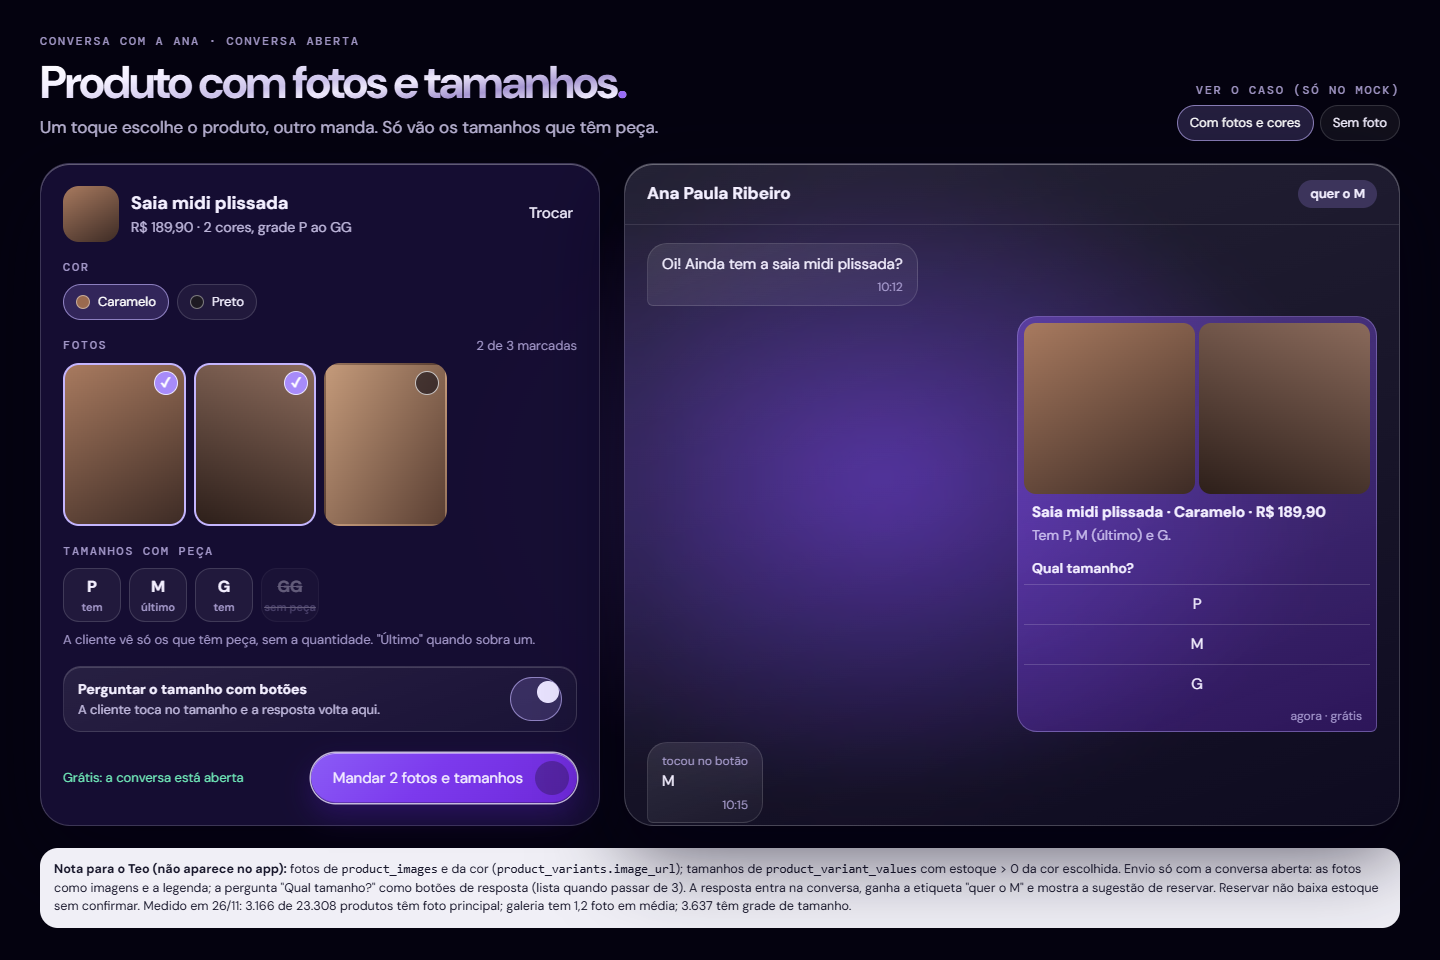 CONVERSA COM A ANA · CONVERSA ABERTA
Produto com fotos e tamanhos.
Um toque escolhe o produto, outro manda. Só vão os tamanhos que têm peça.
VER O CASO (SÓ NO MOCK)
Com fotos e cores
Sem foto
Saia midi plissada
R$ 189,90 · 2 cores, grade P ao GG
Trocar
COR
Caramelo
Preto
FOTOS
2 de 3 marcadas
TAMANHOS COM PEÇA
P
tem
M
último
G
tem
GG
sem peça
A cliente vê só os que têm peça, sem a quantidade. "Último" quando sobra um.
Perguntar o tamanho com botões
A cliente toca no tamanho e a resposta volta aqui.
Grátis: a conversa está aberta
Mandar 2 fotos e tamanhos
Ana Paula Ribeiro
quer o M
Oi! Ainda tem a saia midi plissada?
10:12
Saia midi plissada · Caramelo · R$ 189,90
Tem P, M (último) e G.
Qual tamanho?
P
M
G
agora · grátis
tocou no botão
M
10:15
Nota para o Teo (não aparece no app): fotos de product_images e da cor (product_variants.image_url); tamanhos de product_variant_values com estoque > 0 da cor escolhida. Envio só com a conversa aberta: as fotos
como imagens e a legenda; a pergunta "Qual tamanho?" como botões de resposta (lista quando passar de 3). A resposta entra na conversa, ganha a etiqueta "quer o M" e mostra a sugestão de reservar. Reservar não baixa estoque
sem confirmar. Medido em 26/11: 3.166 de 23.308 produtos têm foto principal; galeria tem 1,2 foto em média; 3.637 têm grade de tamanho.